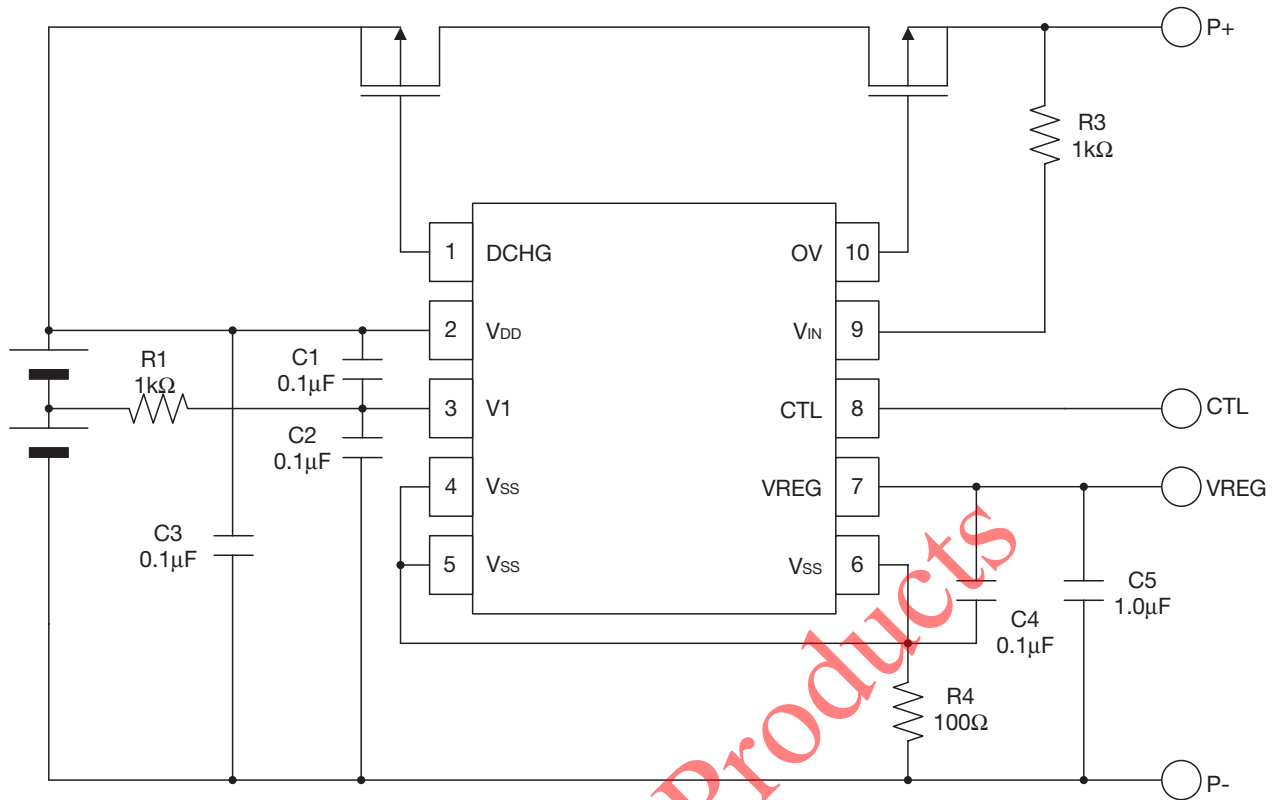 P+
R3
1kΩ
1
DCHG
OV
10
2
VDD
VIN
9
R1
1kΩ
C1
0.1μF
3
V1
CTL
8
CTL
C2
0.1μF
4
VSS
VREG
7
VREG
C3
0.1μF
5
VSS
VSS
6
C5
1.0μF
C4
0.1μF
R4
100Ω
P-
Products